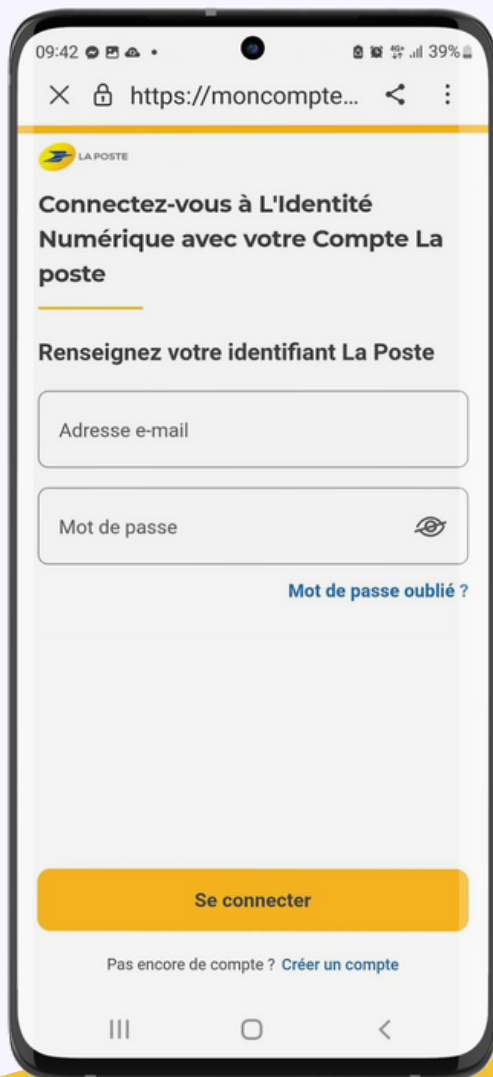 09:42 4G+ 39%
https://moncompte...
LA POSTE
Connectez-vous à L'Identité
Numérique avec votre Compte La
poste
Renseignez votre identifiant La Poste
Adresse e-mail
Mot de passe
Mot de passe oublié ?
Se connecter
Pas encore de compte ? Créer un compte